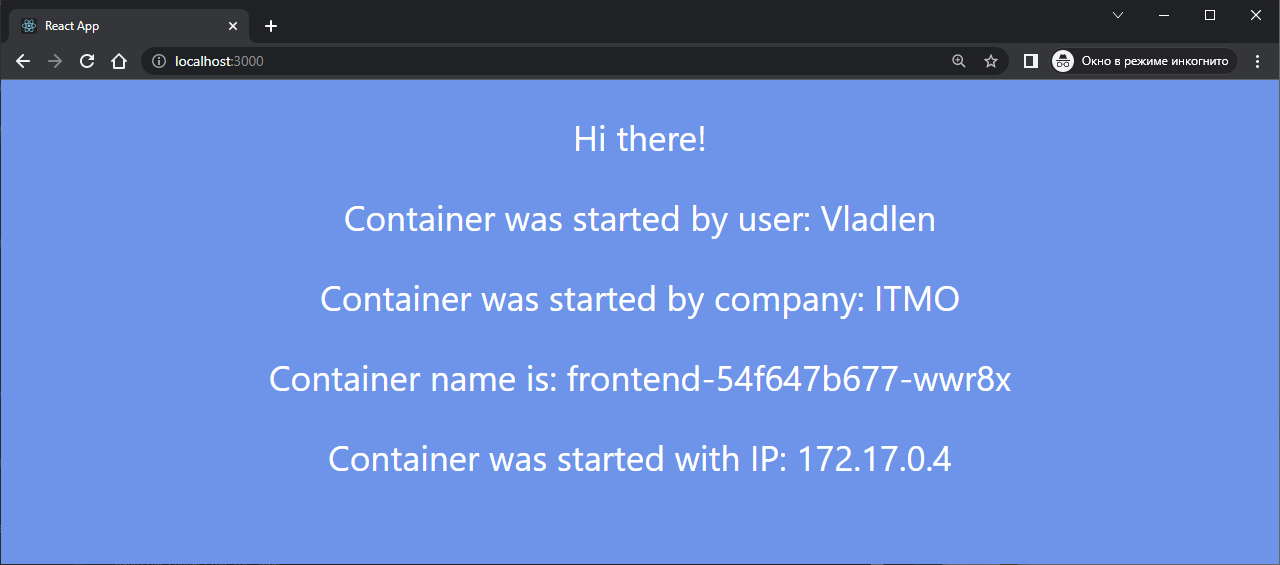 React App
localhost:3000
Окно в режиме инкогнито
Hi there!
Container was started by user: Vladlen
Container was started by company: ITMO
Container name is: frontend-54f647b677-wwr8x
Container was started with IP: 172.17.0.4